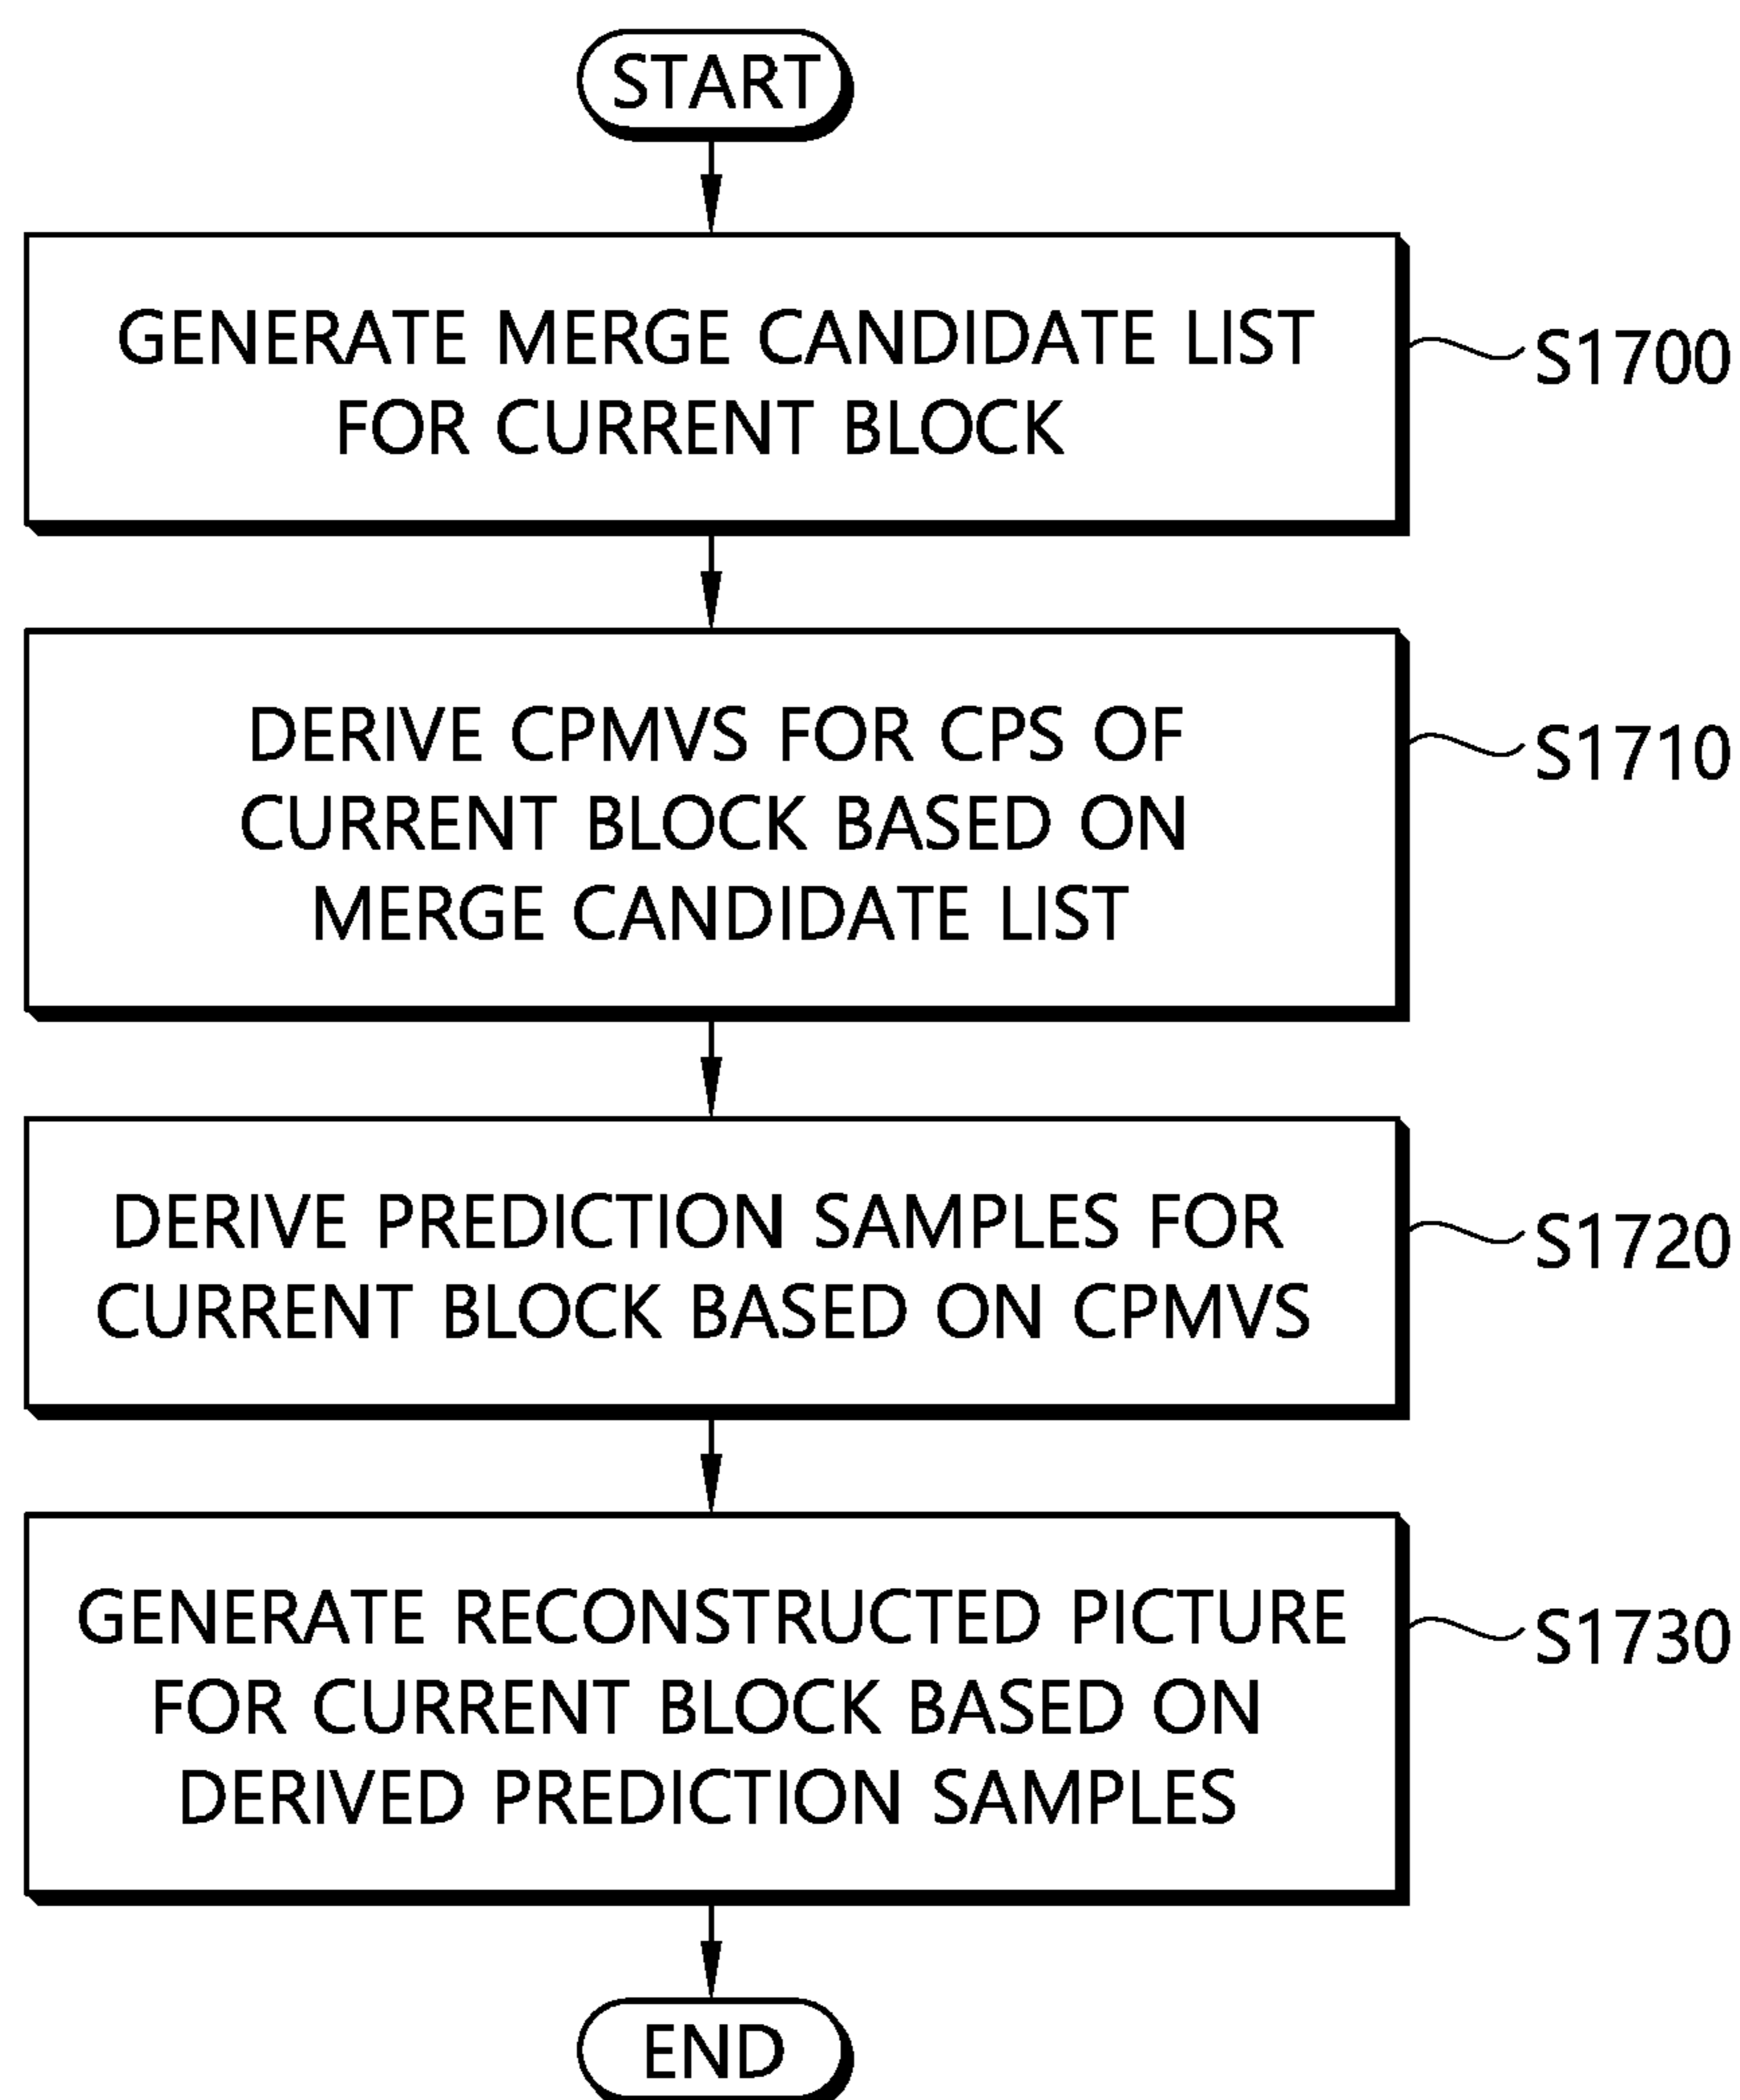 START
GENERATE MERGE CANDIDATE LIST
FOR CURRENT BLOCK
S1700
DERIVE CPMVS FOR CPS OF
CURRENT BLOCK BASED ON
MERGE CANDIDATE LIST
S1710
DERIVE PREDICTION SAMPLES FOR
CURRENT BLOCK BASED ON CPMVS
S1720
GENERATE RECONSTRUCTED PICTURE
FOR CURRENT BLOCK BASED ON
DERIVED PREDICTION SAMPLES
S1730
END